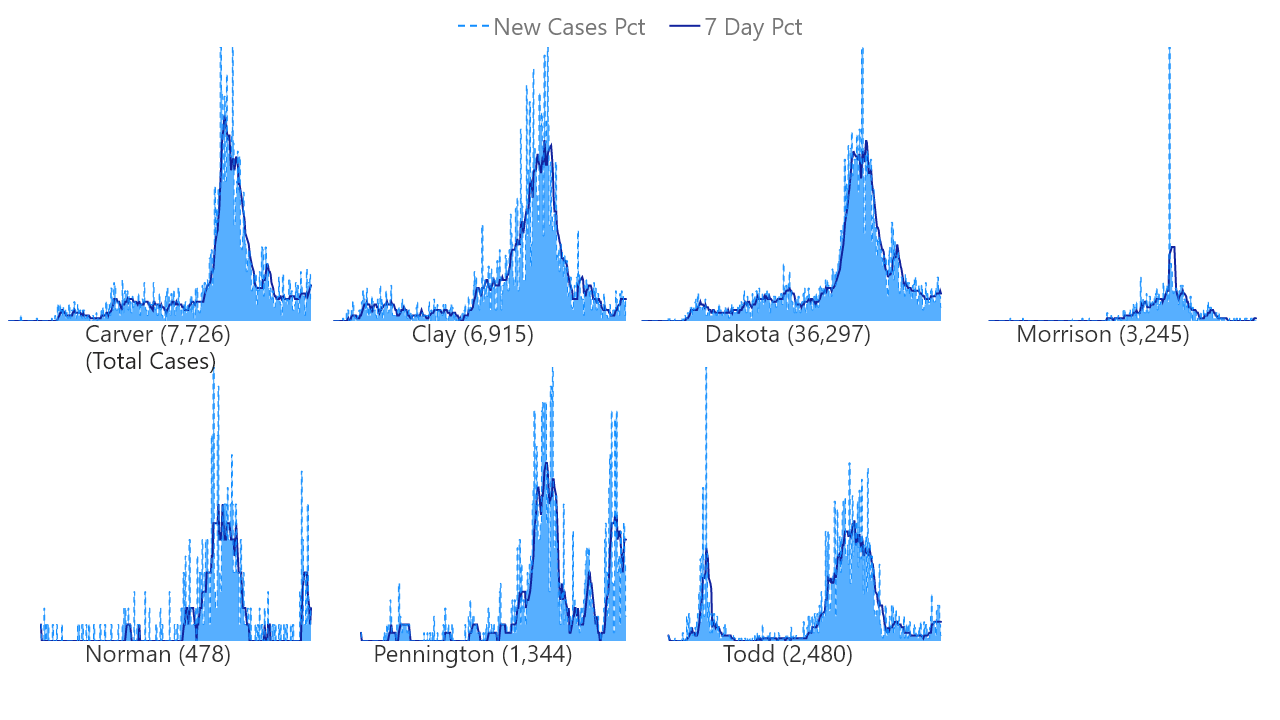 New Cases Pct 7 Day Pct
Carver (7,726) Clay (6,915) Dakota (36,297) Morrison (3,245)
(Total Cases)
Norman (478) Pennington (1,344) Todd (2,480)